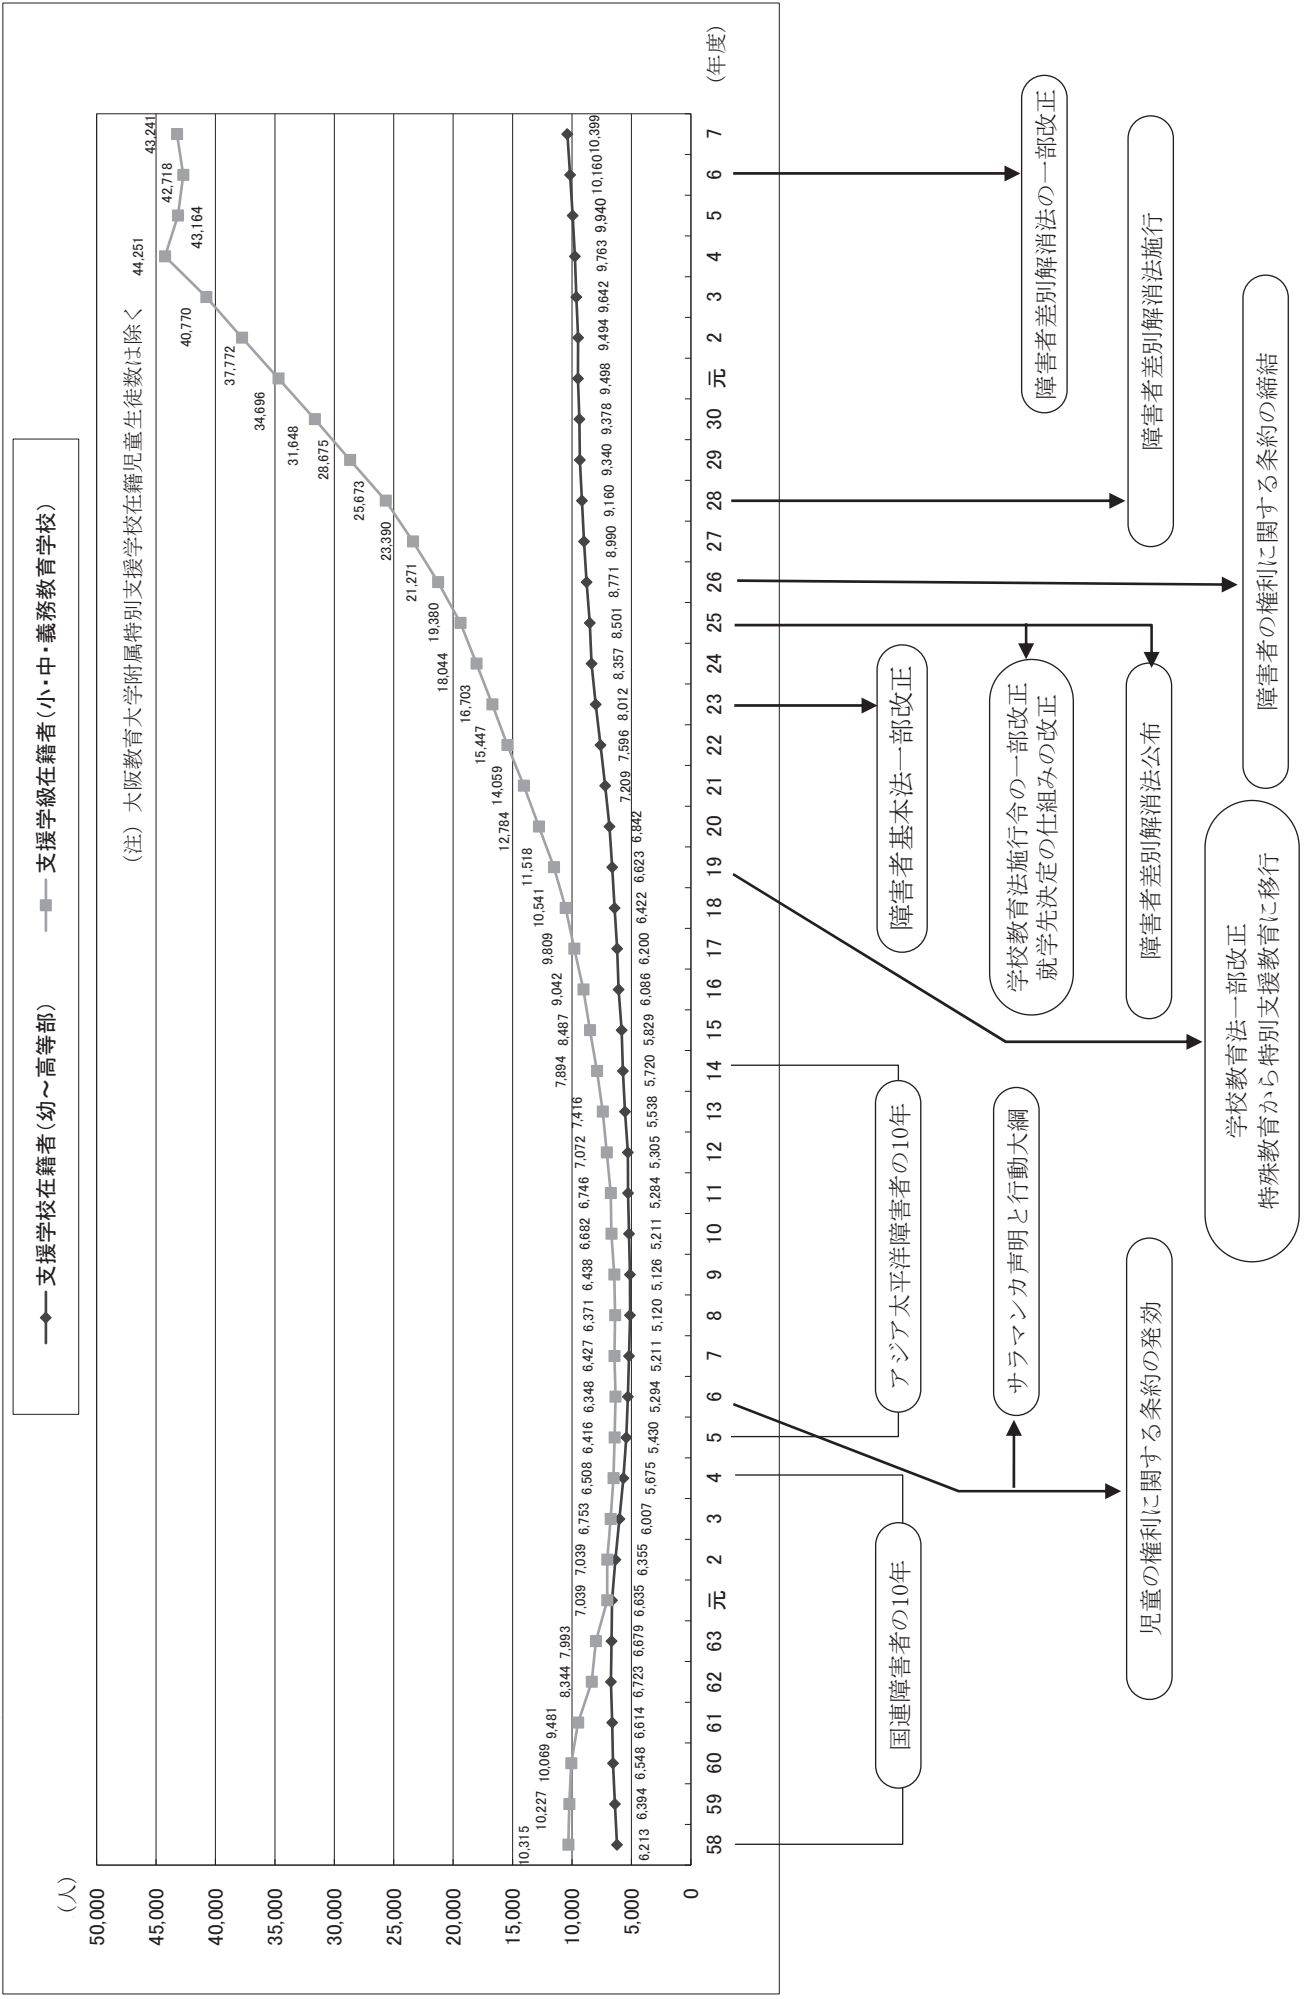 支援学校在籍者(幼～高等部)
支援学級在籍者(小・中・義務教育学校)
(注) 大阪教育大学附属特別支援学校在籍児童生徒数は除く
(人)
50,000
45,000
40,000
35,000
30,000
25,000
20,000
15,000
10,000
5,000
0
10,315 10,227 10,069 9,481 8,344 7,993 7,039 7,039 6,753 6,508 6,416 6,348 6,427 6,371 6,438 6,682 6,746 7,072 7,416 7,894 8,487 9,042 9,809 10,541 11,518 12,784 14,059 15,447 16,703 18,044 19,380 21,271 23,390 25,673 28,675 31,648 34,696 37,772 40,770 44,251 43,164 42,718 43,241
6,213 6,394 6,548 6,614 6,723 6,679 6,635 6,355 6,007 5,675 5,430 5,294 5,211 5,120 5,126 5,211 5,284 5,305 5,538 5,720 5,829 6,086 6,200 6,422 6,623 6,842 7,209 7,596 8,012 8,357 8,501 8,771 8,990 9,160 9,340 9,378 9,498 9,494 9,642 9,763 9,940 10,160 10,399
58 59 60 61 62 63 元 2 3 4 5 6 7 8 9 10 11 12 13 14 15 16 17 18 19 20 21 22 23 24 25 26 27 28 29 30 元 2 3 4 5 6 7 (年度)
国連障害者の10年
アジア太平洋障害者の10年
障害者基本法一部改正
サラマンカ声明と行動大綱
学校教育法施行令の一部改正
就学先決定の仕組みの改正
障害者差別解消法の一部改正
児童の権利に関する条約の発効
障害者差別解消法公布
障害者差別解消法施行
学校教育法一部改正
特殊教育から特別支援教育に移行
障害者の権利に関する条約の締結